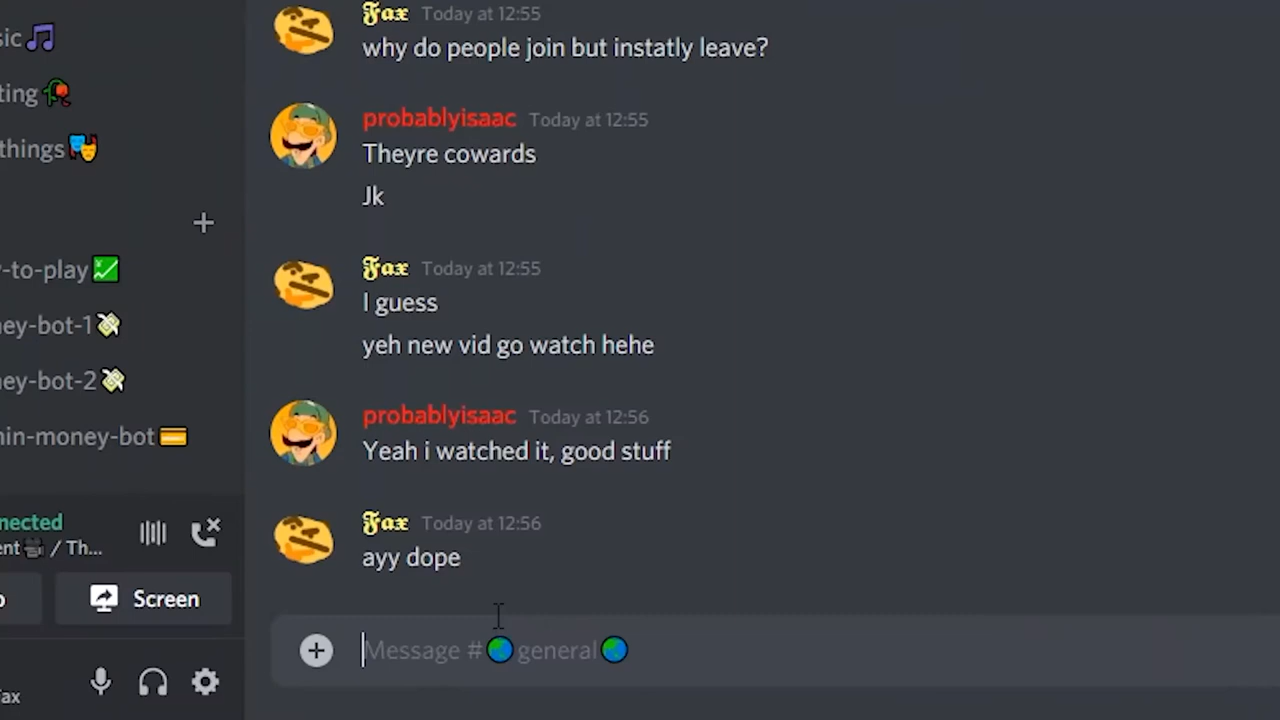 sic
ting
things
-to-play
ey-bot-1
ey-bot-2
in-money-bot
nected
ent / Th...
Screen
ax
Fax Today at 12:55
why do people join but instatly leave?
probablyisaac Today at 12:55
Theyre cowards
Jk
Fax Today at 12:55
I guess
yeh new vid go watch hehe
probablyisaac Today at 12:56
Yeah i watched it, good stuff
Fax Today at 12:56
ayy dope
Message # general